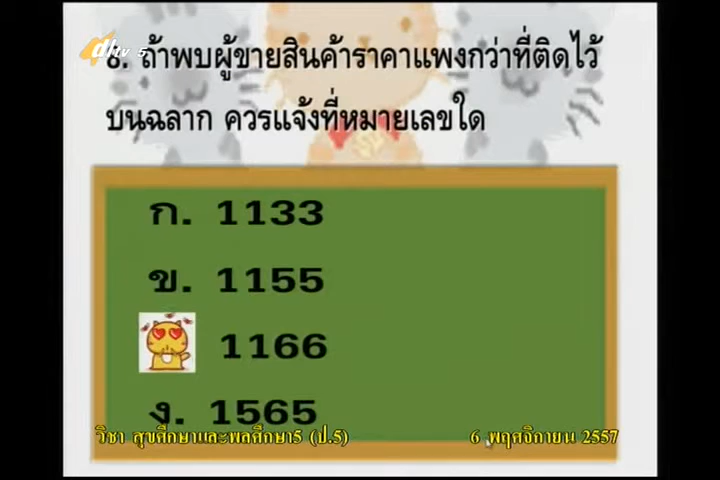 dltv 5
8. ถ้าพบผู้ขายสินค้าราคาแพงกว่าที่ติดไว้
บนฉลาก ควรแจ้งที่หมายเลขใด
ก. 1133
ข. 1155
1166
ง. 1565
วิชา สุขศึกษาและพลศึกษา5 (ป.5)
6 พฤศจิกายน 2557